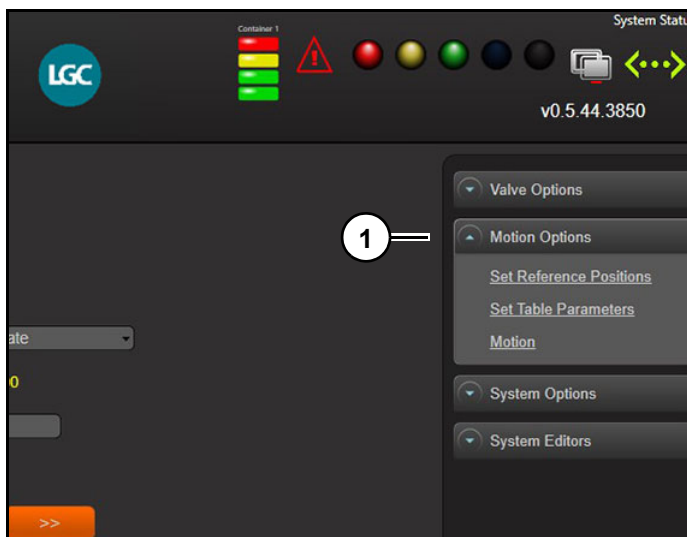 System Statu
Container 1
LGC
v0.5.44.3850
Valve Options
1
Motion Options
Set Reference Positions
Set Table Parameters
ate
Motion
0
System Options
System Editors
>>